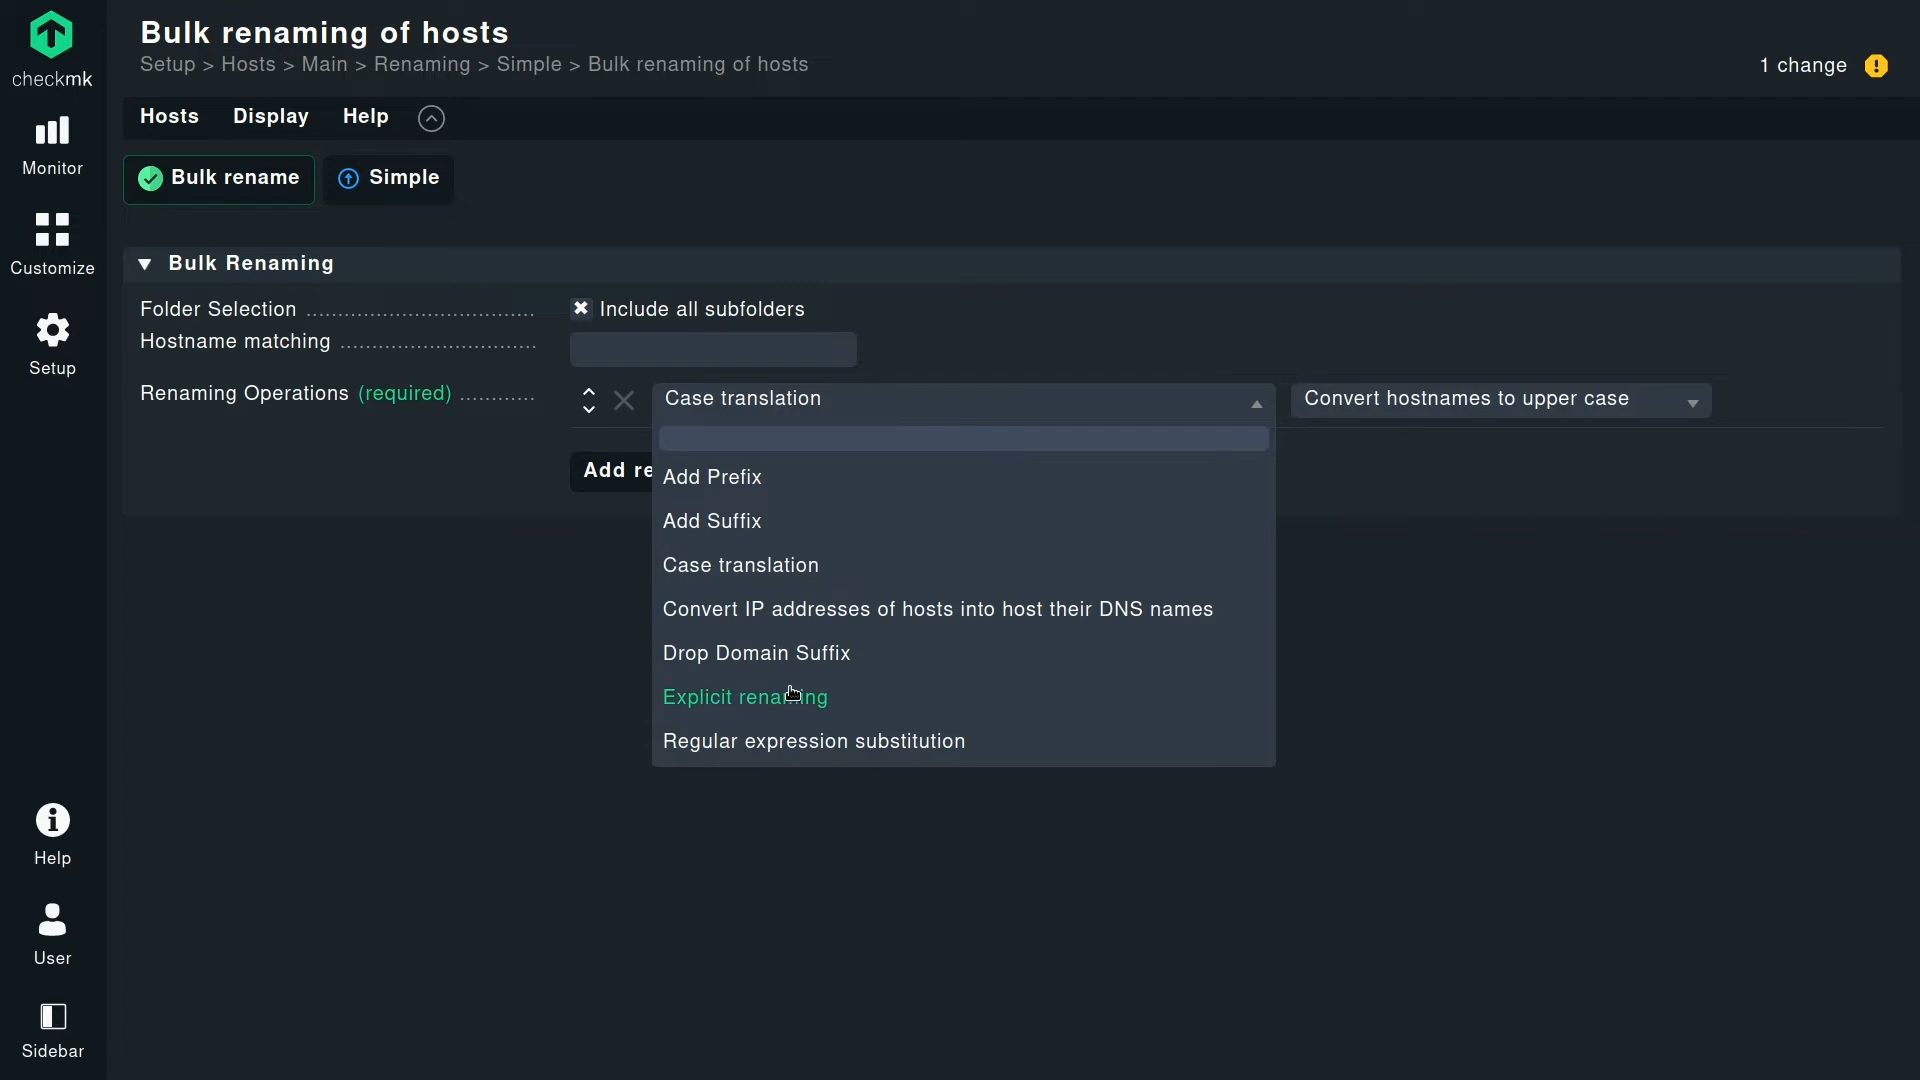 Bulk renaming of hosts
Setup > Hosts > Main > Renaming > Simple > Bulk renaming of hosts
1 change
checkmk
Monitor
Customize
Setup
Help
User
Sidebar
Hosts Display Help
Bulk rename Simple
Bulk Renaming
Folder Selection Include all subfolders
Hostname matching
Renaming Operations (required) Case translation Convert hostnames to upper case
Add re
Add Prefix
Add Suffix
Case translation
Convert IP addresses of hosts into host their DNS names
Drop Domain Suffix
Explicit renaming
Regular expression substitution